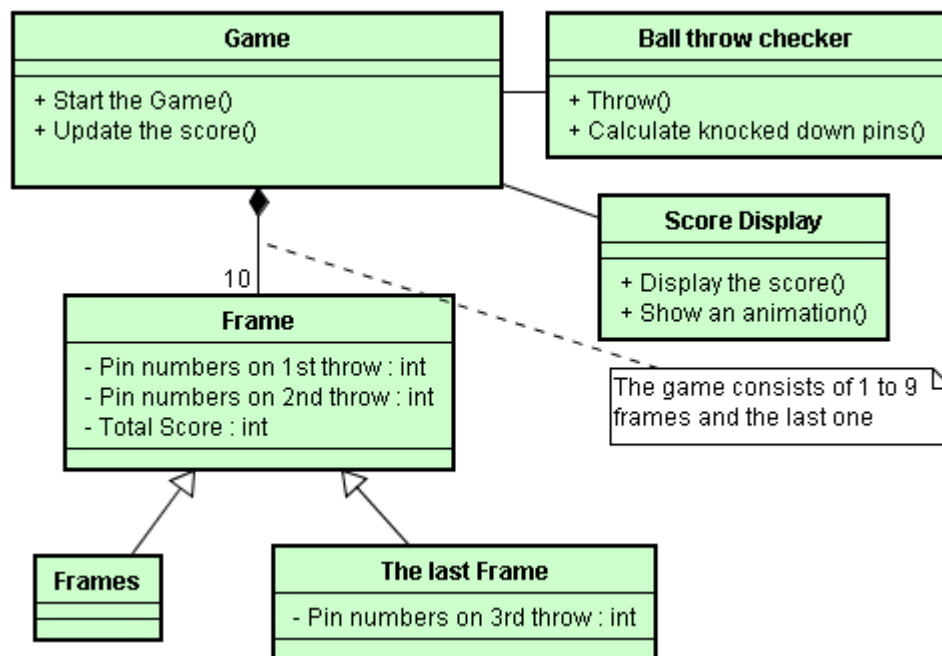 Game
+ Start the Game()
+ Update the score()
Ball throw checker
+ Throw()
+ Calculate knocked down pins()
Score Display
+ Display the score()
+ Show an animation()
10
Frame
- Pin numbers on 1st throw : int
- Pin numbers on 2nd throw : int
- Total Score : int
The game consists of 1 to 9
frames and the last one
Frames
The last Frame
- Pin numbers on 3rd throw : int